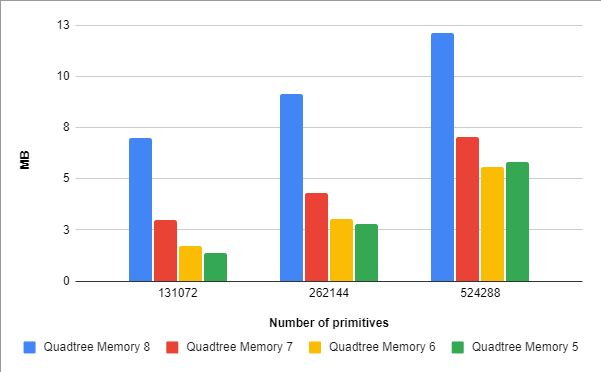 13
10
8
5
3
0
MB
131072 262144 524288
Number of primitives
Quadtree Memory 8 Quadtree Memory 7 Quadtree Memory 6 Quadtree Memory 5